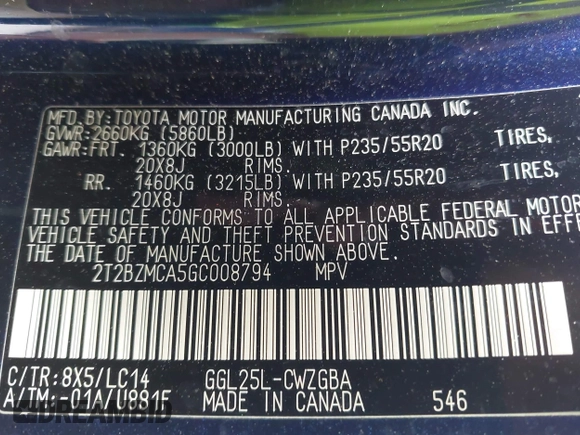 MFD.BY:TOYOTA MOTOR MANUFACTURING CANADA INC.
GVWR:2660KG (5860LB)
GAWR:FRT. 1360KG (3000LB) WITH P235/55R20 TIRES,
20X8J RIMS.
RR. 1460KG (3215LB) WITH P235/55R20 TIRES,
20X8J RIMS.
THIS VEHICLE CONFORMS TO ALL APPLICABLE FEDERAL MOTOR
VEHICLE SAFETY AND THEFT PREVENTION STANDARDS IN EFFE
THE DATE OF MANUFACTURE SHOWN ABOVE.
2T2BZMCA5GC008794 MPV
C/TR:8X5/LC14 GGL25L-CWZGBA
A/TM:-01A/U881F MADE IN CANADA 546
FREE AUCTION HISTORY